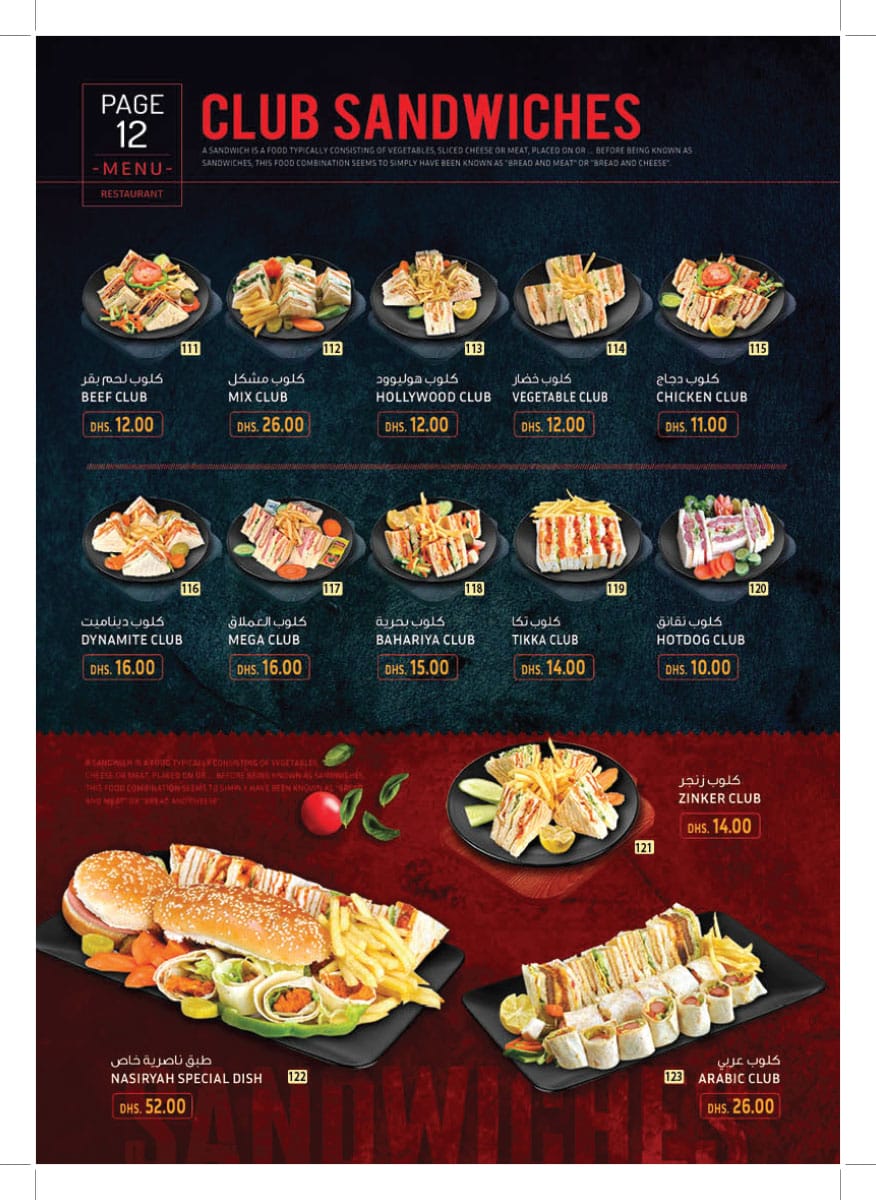 PAGE
12
-MENU-
RESTAURANT
CLUB SANDWICHES
A SANDWICH IS A FOOD TYPICALLY CONSISTING OF VEGETABLES, SLICED CHEESE OR MEAT, PLACED ON OR ... BEFORE BEING KNOWN AS
SANDWICHES, THIS FOOD COMBINATION SEEMS TO SIMPLY HAVE BEEN KNOWN AS "BREAD AND MEAT" OR "BREAD AND CHEESE".
111
كلوب لحم بقر
BEEF CLUB
DHS. 12.00
112
كلوب مشكل
MIX CLUB
DHS. 26.00
113
كلوب هوليوود
HOLLYWOOD CLUB
DHS. 12.00
114
كلوب خضار
VEGETABLE CLUB
DHS. 12.00
115
كلوب دجاج
CHICKEN CLUB
DHS. 11.00
116
كلوب ديناميت
DYNAMITE CLUB
DHS. 16.00
117
كلوب العملاق
MEGA CLUB
DHS. 16.00
118
كلوب بحرية
BAHARIYA CLUB
DHS. 15.00
119
كلوب تكا
TIKKA CLUB
DHS. 14.00
120
كلوب نقانق
HOTDOG CLUB
DHS. 10.00
A SANDWICH IS A FOOD TYPICALLY CONSISTING OF VEGETABLES,
CHEESE OR MEAT, PLACED ON OR ... BEFORE BEING KNOWN AS SANDWICHES,
THIS FOOD COMBINATION SEEMS TO SIMPLY HAVE BEEN KNOWN AS "BREAD
AND MEAT" OR "BREAD AND CHEESE".
121
كلوب زنجر
ZINKER CLUB
DHS. 14.00
طبق ناصرية خاص
NASIRYAH SPECIAL DISH
122
DHS. 52.00
كلوب عربي
123
ARABIC CLUB
DHS. 26.00
SANDWICHES